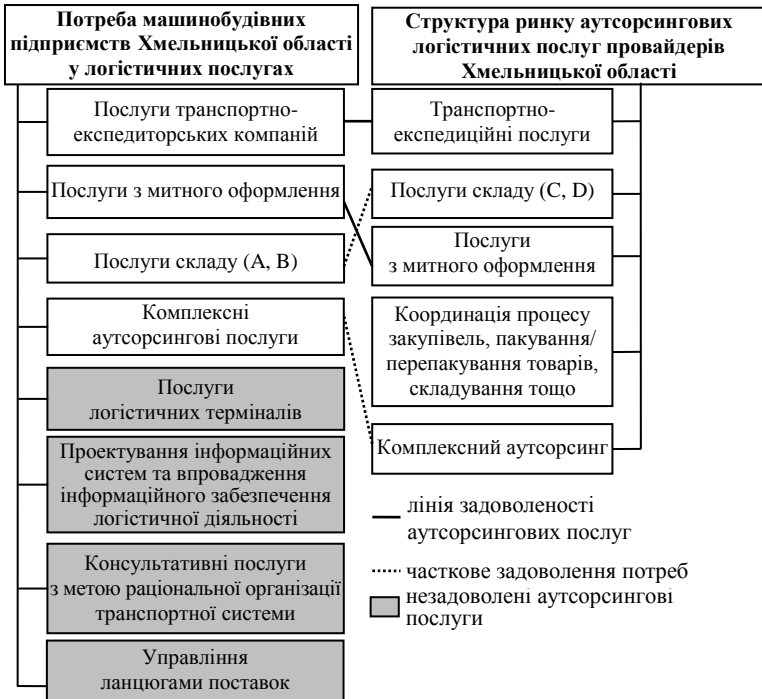 Потреба машинобудівних
підприємств Хмельницької області
у логістичних послугах
Послуги транспортно-
експедиторських компаній
Послуги з митного оформлення
Послуги складу (А, В)
Комплексні
аутсорсингові послуги
Послуги
логістичних терміналів
Проектування інформаційних
систем та впровадження
інформаційного забезпечення
логістичної діяльності
Консультативні послуги
з метою раціональної організації
транспортної системи
Управління
ланцюгами поставок
Структура ринку аутсорсингових
логістичних послуг провайдерів
Хмельницької області
Транспортно-
експедиційні послуги
Послуги складу (С, D)
Послуги
з митного оформлення
Координація процесу
закупівель, пакування/
перепакування товарів,
складування тощо
Комплексний аутсорсинг
лінія задоволеності
аутсорсингових послуг
часткове задоволення потреб
незадоволені аутсорсингові
послуги